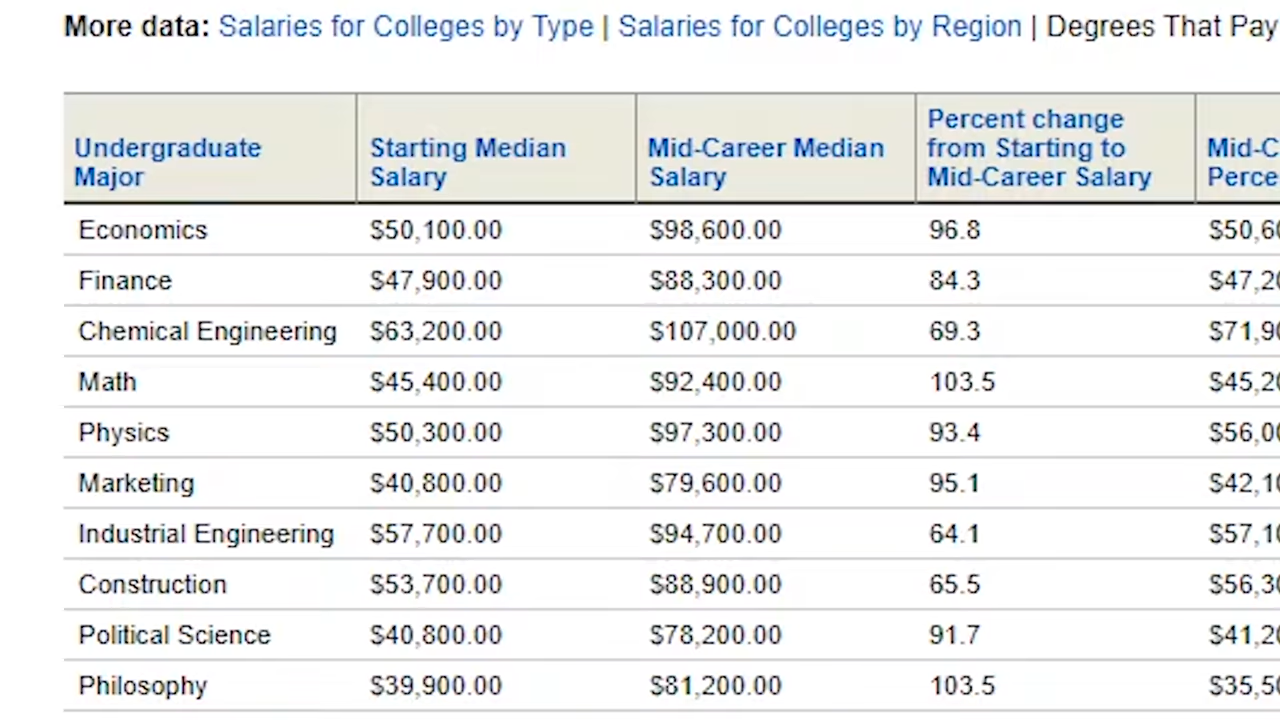 More data: Salaries for Colleges by Type | Salaries for Colleges by Region | Degrees That Pay
Undergraduate Major Starting Median Salary Mid-Career Median Salary Percent change from Starting to Mid-Career Salary
Economics $50,100.00 $98,600.00 96.8
Finance $47,900.00 $88,300.00 84.3
Chemical Engineering $63,200.00 $107,000.00 69.3
Math $45,400.00 $92,400.00 103.5
Physics $50,300.00 $97,300.00 93.4
Marketing $40,800.00 $79,600.00 95.1
Industrial Engineering $57,700.00 $94,700.00 64.1
Construction $53,700.00 $88,900.00 65.5
Political Science $40,800.00 $78,200.00 91.7
Philosophy $39,900.00 $81,200.00 103.5